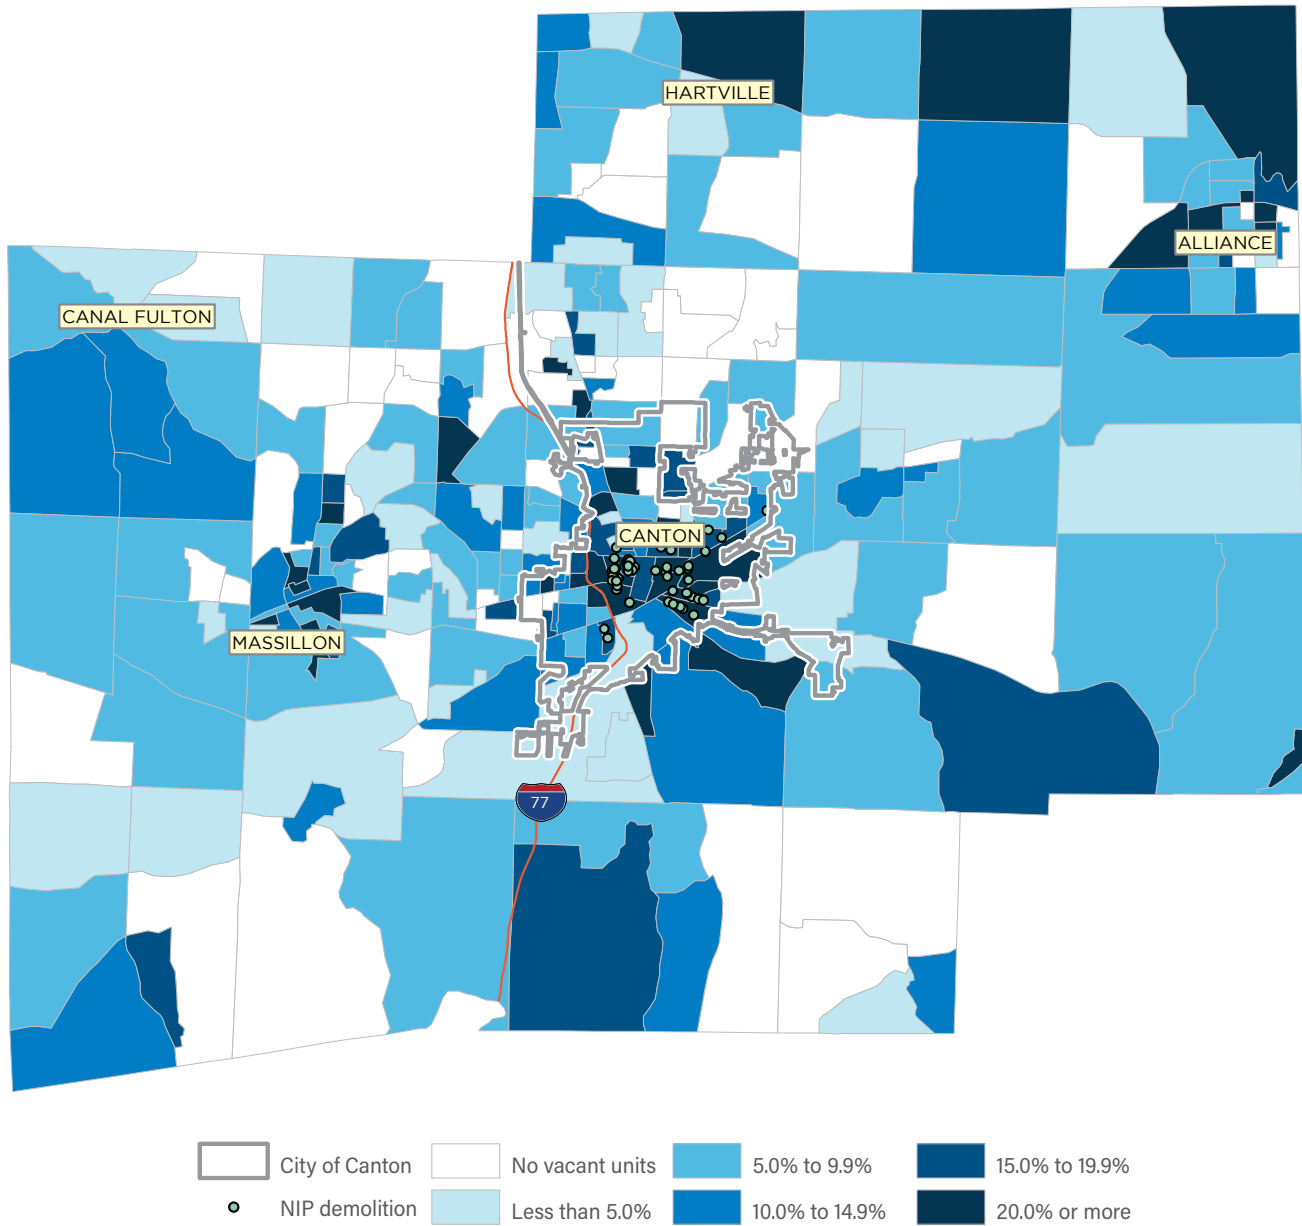 HARTVILLE
ALLIANCE
CANAL FULTON
CANTON
MASSILLON
77
City of Canton
No vacant units
5.0% to 9.9%
15.0% to 19.9%
NIP demolition
Less than 5.0%
10.0% to 14.9%
20.0% or more